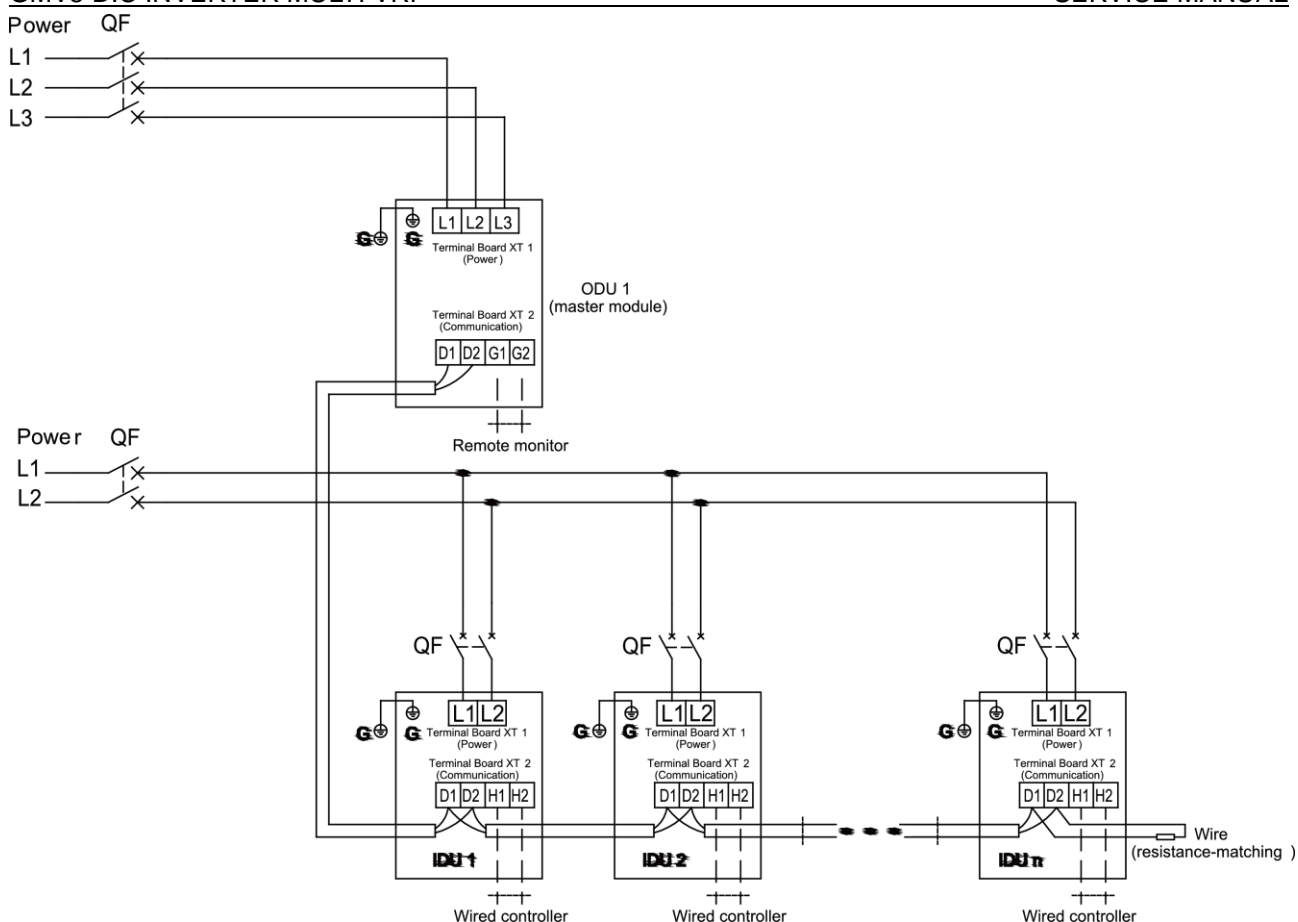 INVERTER MULTI VRF SERVICE MANUAL
Power QF
L1
L2
L3
L1 L2 L3
G G
Terminal Board XT 1
(Power)
ODU 1
(master module)
Terminal Board XT 2
(Communication)
D1 D2 G1 G2
Remote monitor
Power QF
L1
L2
QF QF QF
L1 L2 L1 L2 L1 L2
G G G G G G
Terminal Board XT 1 Terminal Board XT 1 Terminal Board XT 1
(Power) (Power) (Power)
Terminal Board XT 2 Terminal Board XT 2 Terminal Board XT 2
(Communication) (Communication) (Communication)
D1 D2 H1 H2 D1 D2 H1 H2 D1 D2 H1 H2
Wire
(resistance-matching )
IDU 1 IDU 2 IDU n
Wired controller Wired controller Wired controller